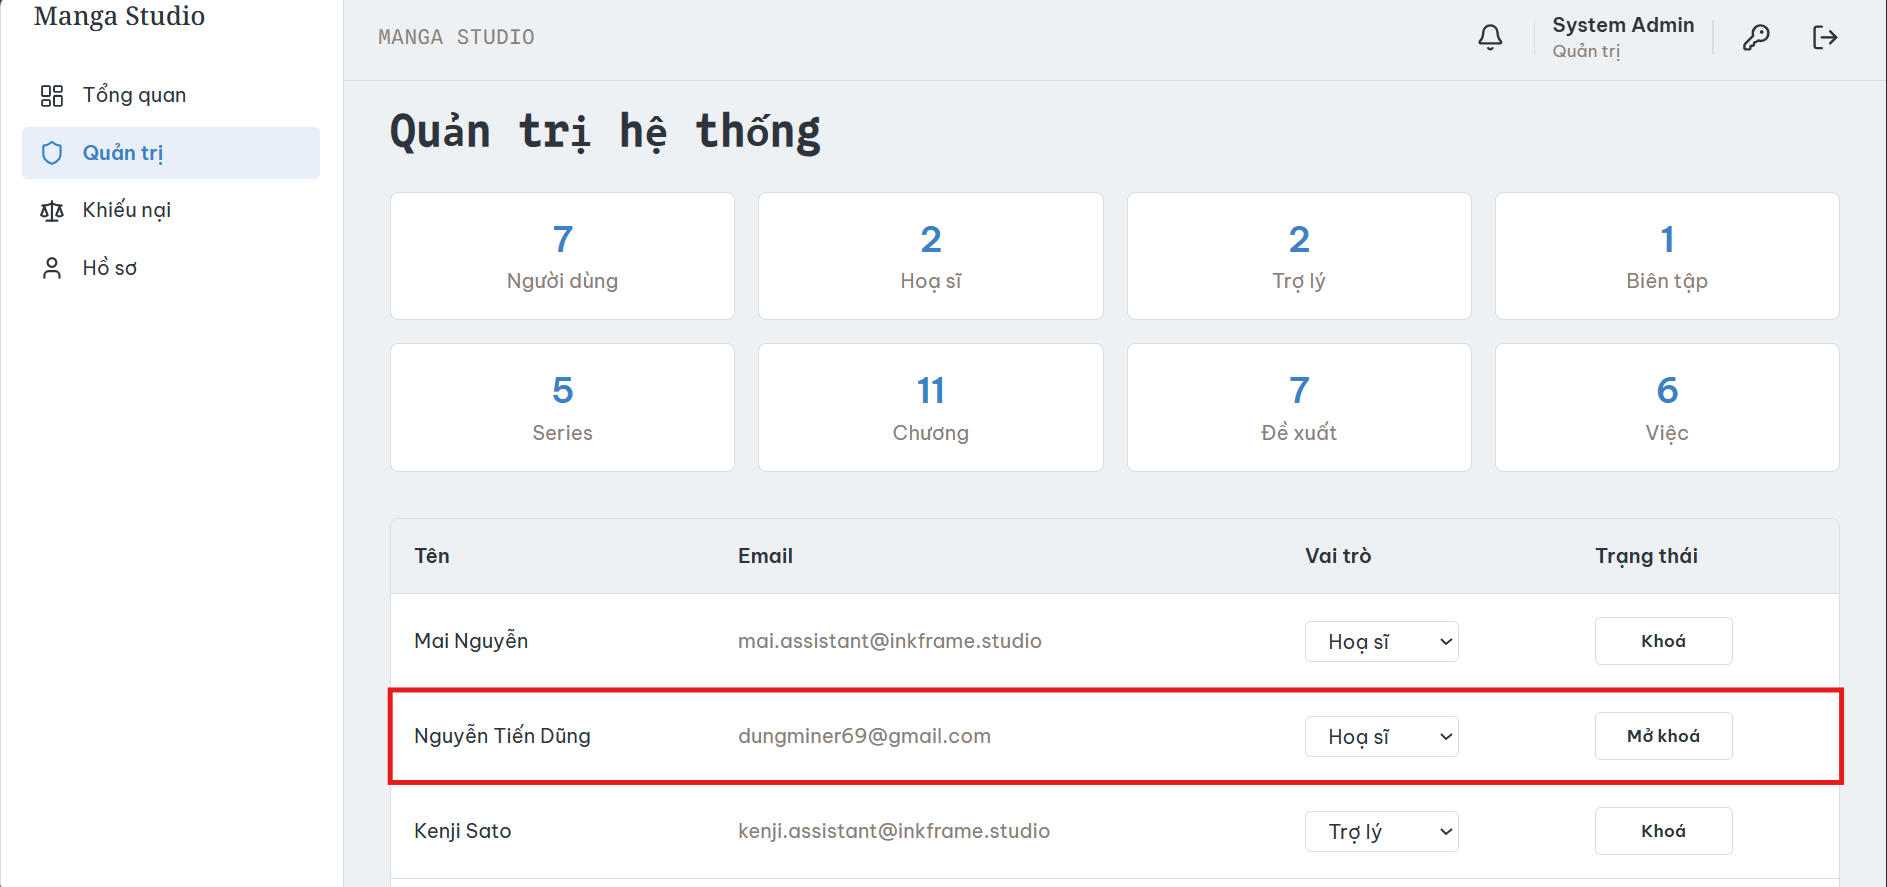 Manga Studio
Tổng quan
Quản trị
Khiếu nại
Hồ sơ
MANGA STUDIO
System Admin
Quản trị
Quản trị hệ thống
7
Người dùng
2
Hoạ sĩ
2
Trợ lý
1
Biên tập
5
Series
11
Chương
7
Đề xuất
6
Việc
Tên Email Vai trò Trạng thái
Mai Nguyễn mai.assistant@inkframe.studio Hoạ sĩ Khoá
Nguyễn Tiến Dũng dungminer69@gmail.com Hoạ sĩ Mở khoá
Kenji Sato kenji.assistant@inkframe.studio Trợ lý Khoá